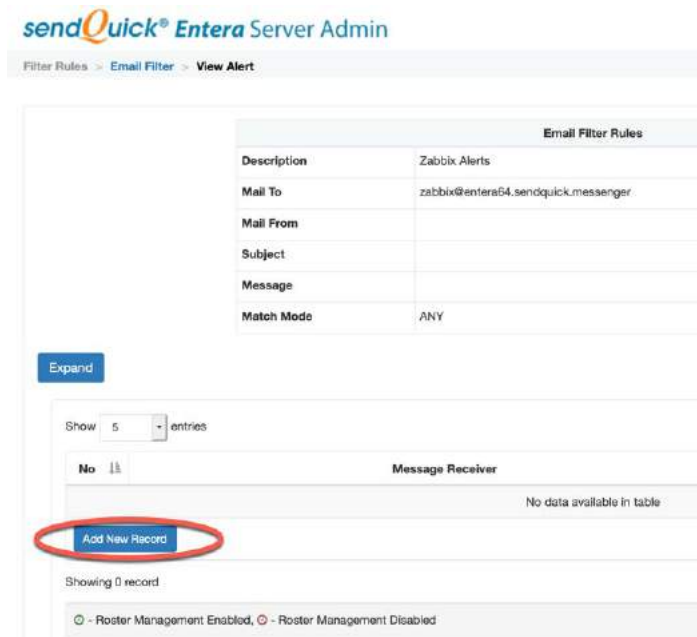 sendQuick® Entera Server Admin
Filter Rules > Email Filter > View Alert
Email Filter Rules
Description Zabbix Alerts
Mail To zabbix@entera64.sendquick.messenger
Mail From
Subject
Message
Match Mode ANY
Expand
Show 5 entries
No Message Receiver
No data available in table
Add New Record
Showing 0 record
- Roster Management Enabled, - Roster Management Disabled